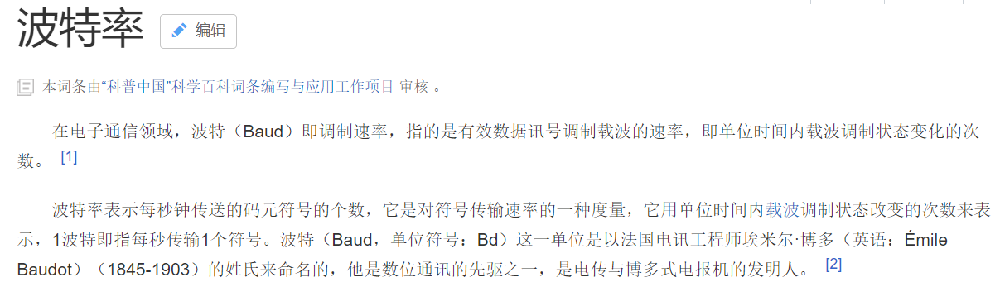 波特率
编辑
本词条由“科普中国”科学百科词条编写与应用工作项目 审核 。
在电子通信领域，波特（Baud）即调制速率，指的是有效数据讯号调制载波的速率，即单位时间内载波调制状态变化的次
数。 [1]
波特率表示每秒钟传送的码元符号的个数，它是对符号传输速率的一种度量，它用单位时间内载波调制状态改变的次数来表
示，1波特即指每秒传输1个符号。波特（Baud，单位符号：Bd）这一单位是以法国电讯工程师埃米尔·博多（英语：Émile
Baudot）（1845-1903）的姓氏来命名的，他是数位通讯的先驱之一，是电传与博多式电报机的发明人。 [2]